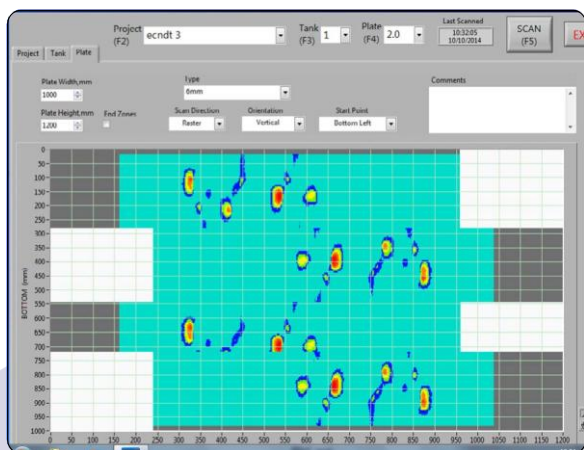 Project
(F2)
ecndt 3
Tank
(F3)
1
Plate
(F4)
2.0
Last Scanned
10:32:05
10/10/2014
SCAN
(F5)
Project
Tank
Plate
Plate Width,mm
1000
Type
6mm
Comments
Plate Height,mm
1200
End Zones
Scan Direction
Raster
Orientation
Vertical
Start Point
Bottom Left
BOTTOM (mm)
0
50
100
150
200
250
300
350
400
450
500
550
600
650
700
750
800
850
900
950
1000
0 50 100 150 200 250 300 350 400 450 500 550 600 650 700 750 800 850 900 950 1000 1050 1100 1200